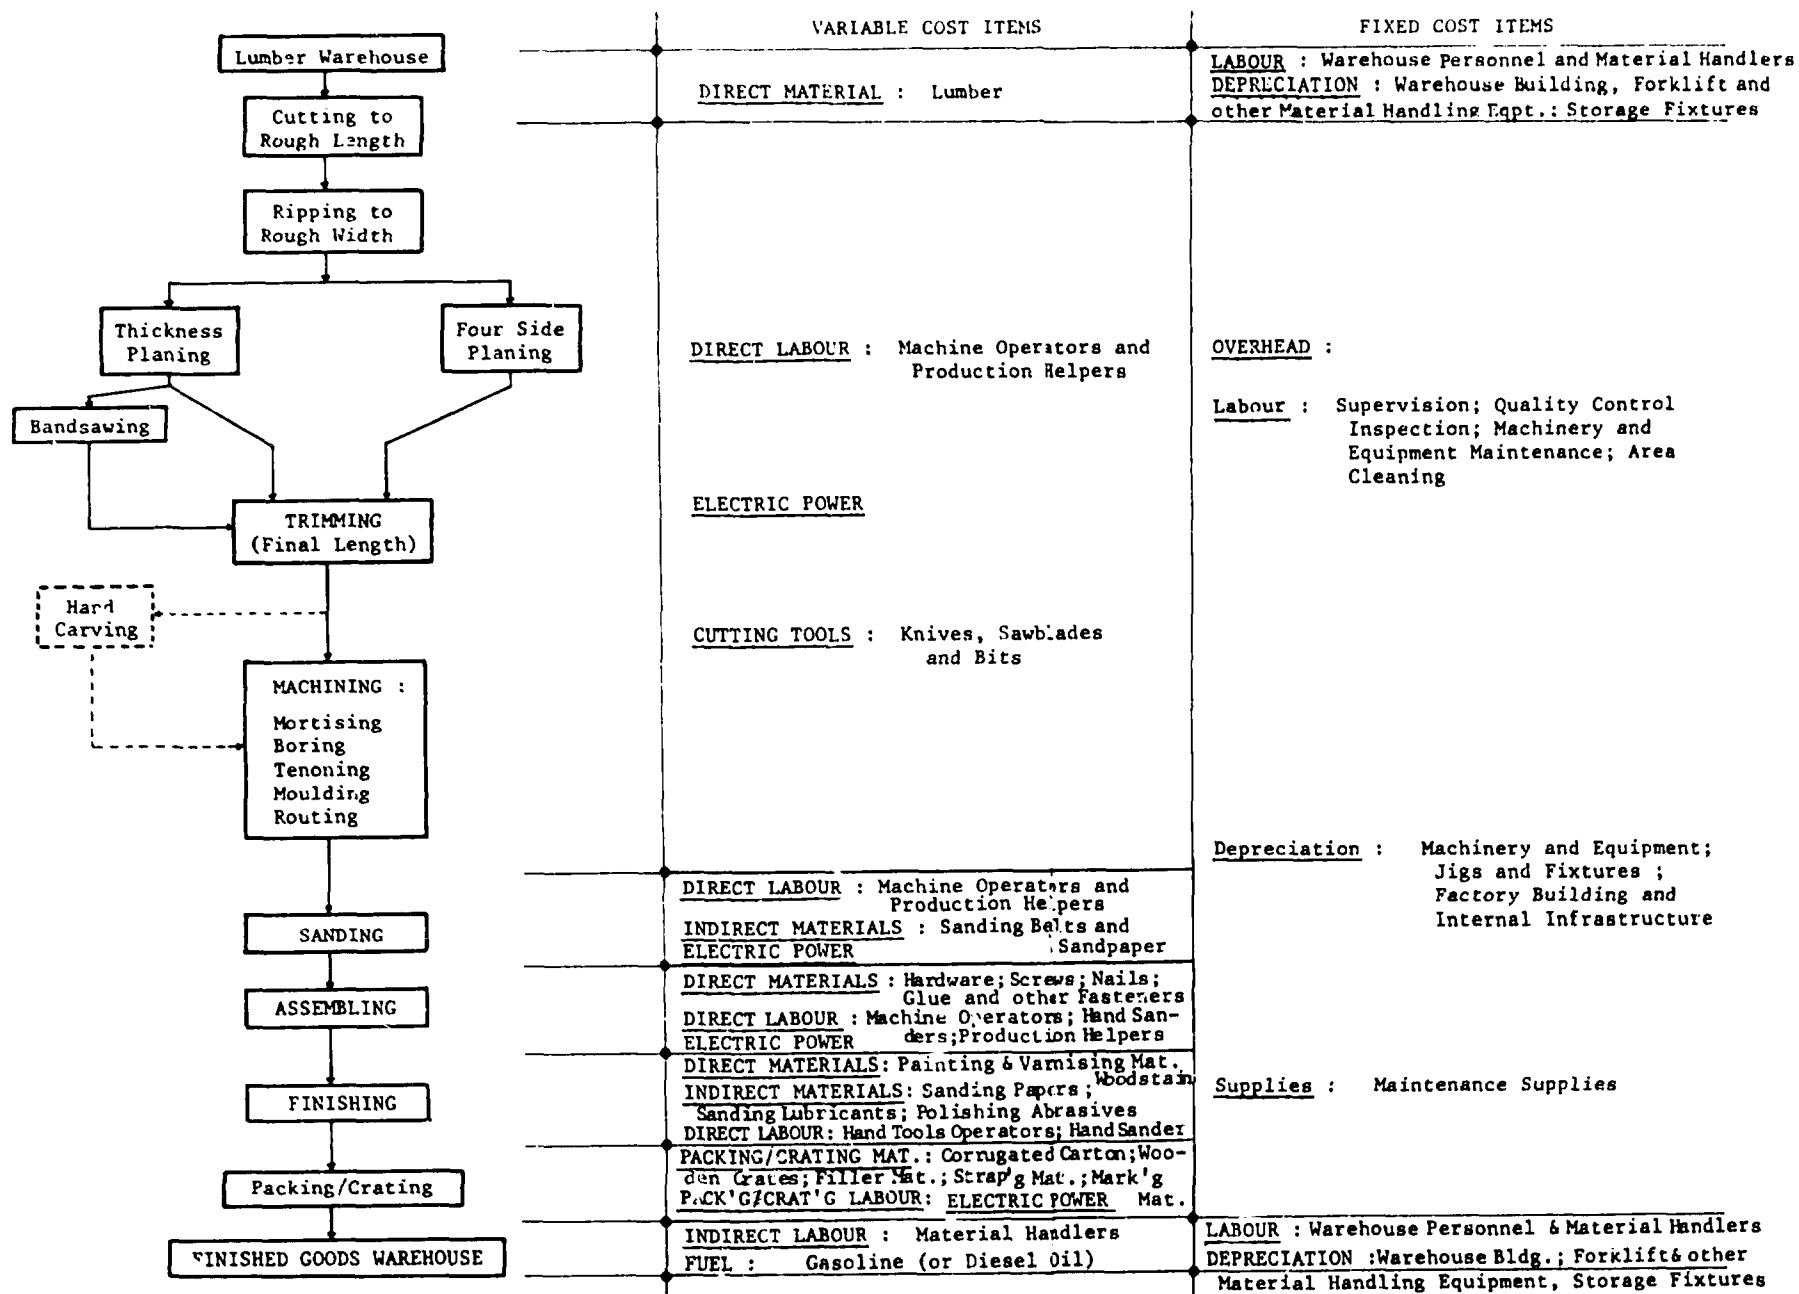 VARIABLE COST ITEMS
FIXED COST ITEMS
Lumber Warehouse
Cutting to
Rough Length
Ripping to
Rough Width
Thickness
Planing
Four Side
Planing
Bandsawing
TRIMMING
(Final Length)
Hand
Carving
MACHINING :
Mortising
Boring
Tenoning
Moulding
Routing
SANDING
ASSEMBLING
FINISHING
Packing/Crating
FINISHED GOODS WAREHOUSE
DIRECT MATERIAL : Lumber
DIRECT LABOUR : Machine Operators and
Production Helpers
ELECTRIC POWER
CUTTING TOOLS : Knives, Sawblades
and Bits
DIRECT LABOUR : Machine Operators and
Production Helpers
INDIRECT MATERIALS : Sanding Belts and
Sandpaper
ELECTRIC POWER
DIRECT MATERIALS : Hardware; Screws; Nails;
Glue and other Fasteners
DIRECT LABOUR : Machine Operators; Hand San-
ders; Production Helpers
ELECTRIC POWER
DIRECT MATERIALS: Painting & Varnising Mat.
Woodstain
INDIRECT MATERIALS: Sanding Papers;
Sanding Lubricants; Polishing Abrasives
DIRECT LABOUR: Hand Tools Operators; Hand Sander
PACKING/CRATING MAT.: Corrugated Carton; Woo-
den Crates; Filler Mat.; Strap'g Mat.; Mark'g
Mat.
PACK'G/CRAT'G LABOUR: ELECTRIC POWER
INDIRECT LABOUR : Material Handlers
FUEL : Gasoline (or Diesel Oil)
LABOUR : Warehouse Personnel and Material Handlers
DEPRECIATION : Warehouse Building, Forklift and
other Material Handling Eqpt.: Storage Fixtures
OVERHEAD :
Labour : Supervision; Quality Control
Inspection; Machinery and
Equipment Maintenance; Area
Cleaning
Depreciation : Machinery and Equipment;
Jigs and Fixtures ;
Factory Building and
Internal Infrastructure
Supplies : Maintenance Supplies
LABOUR : Warehouse Personnel & Material Handlers
DEPRECIATION : Warehouse Bldg.; Forklift & other
Material Handling Equipment, Storage Fixtures